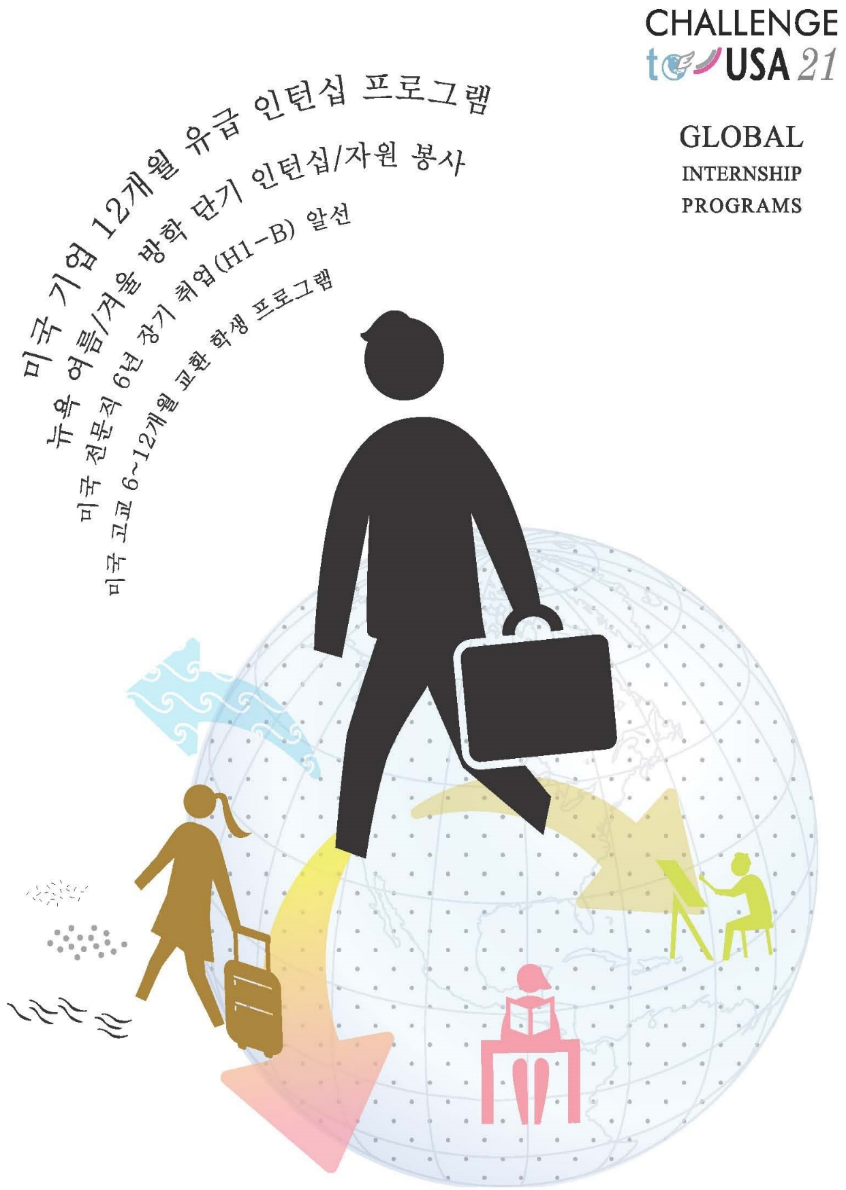 CHALLENGE
to USA 21
GLOBAL
INTERNSHIP
PROGRAMS
미국 기업 12개월 유급 인턴십 프로그램
뉴욕 여름/겨울 방학 단기 인턴십/자원 봉사
미국 전문직 6년 장기 취업(H1-B) 알선
미국 고교 6~12개월 교환 학생 프로그램